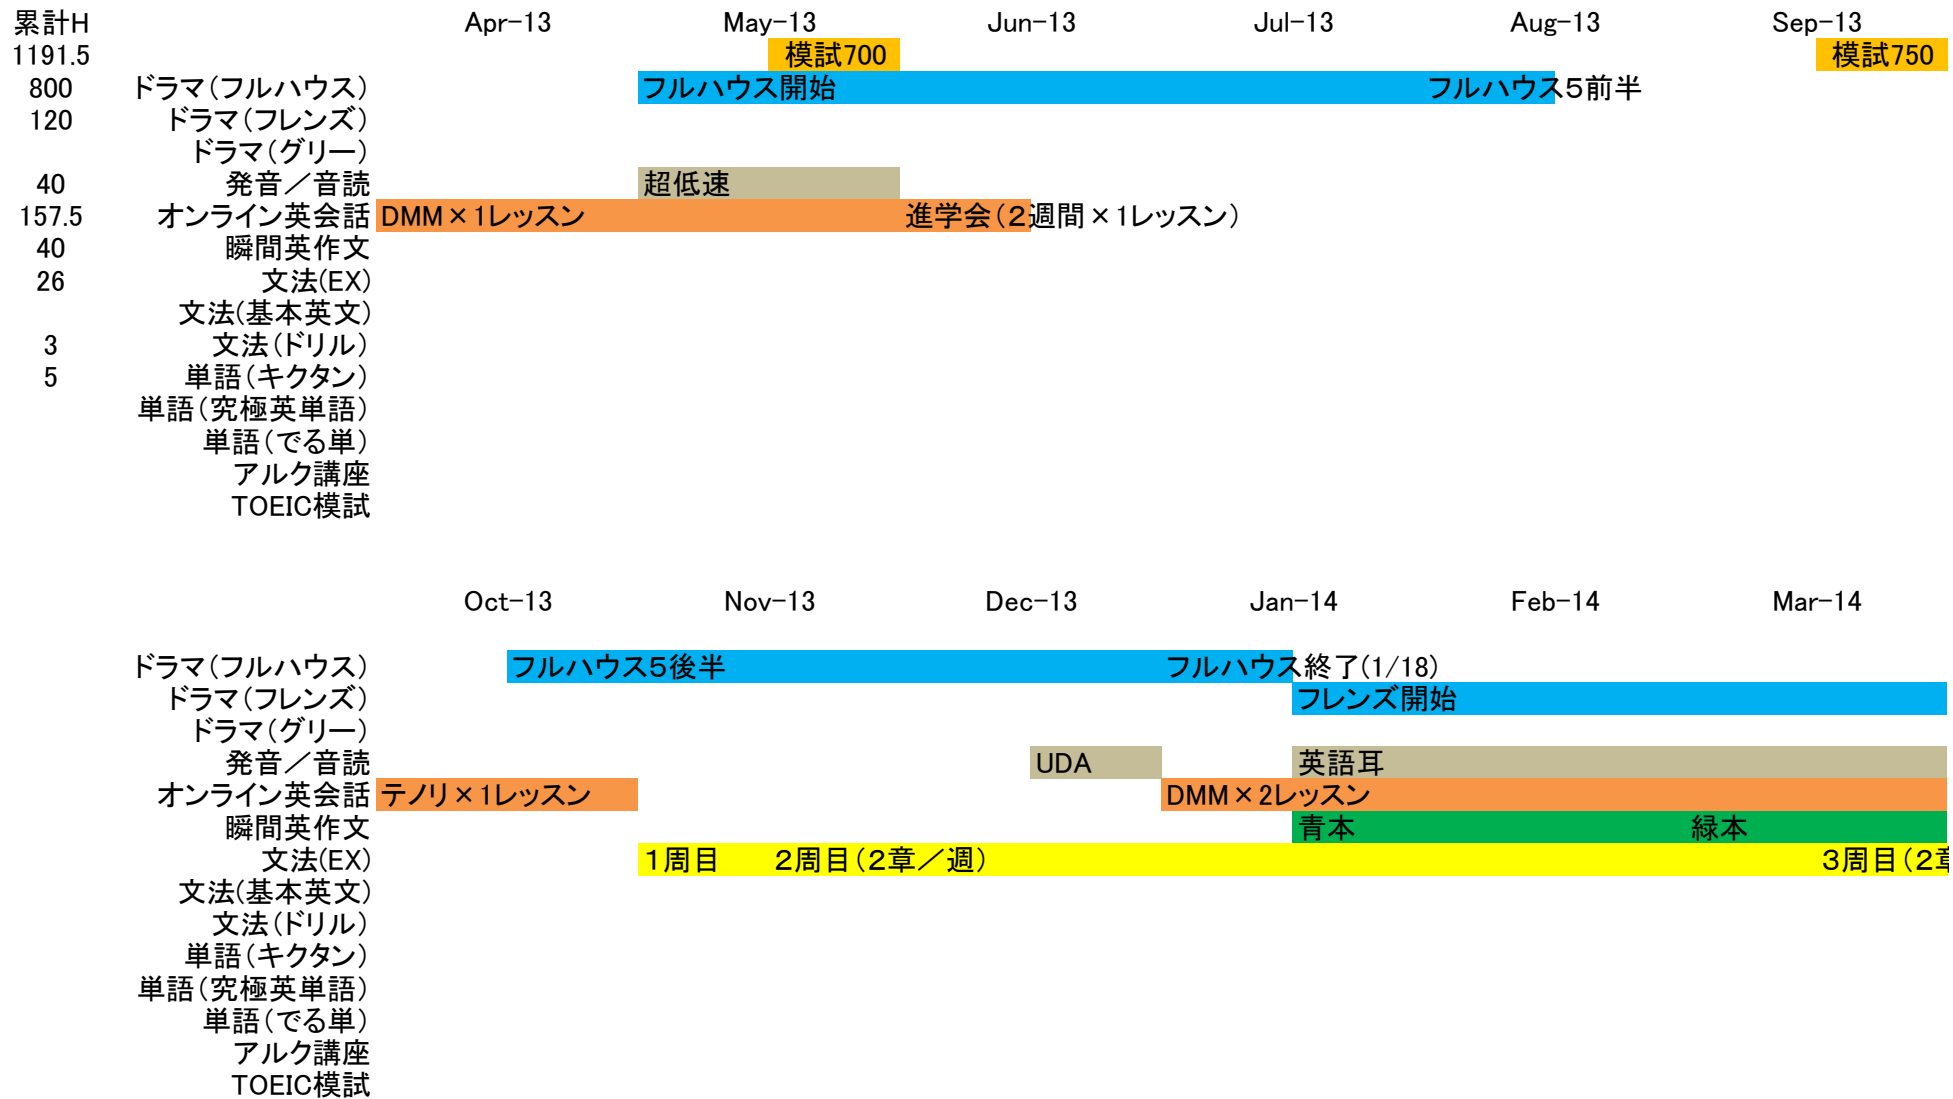 累計H Apr-13 May-13 Jun-13 Jul-13 Aug-13 Sep-13
1191.5 模試700 模試750
800 ドラマ(フルハウス) フルハウス開始 フルハウス5前半
120 ドラマ(フレンズ)
ドラマ(グリー)
40 発音／音読 超低速
157.5 オンライン英会話 DMM×1レッスン 進学会(2週間×1レッスン)
40 瞬間英作文
26 文法(EX)
文法(基本英文)
3 文法(ドリル)
5 単語(キクタン)
単語(究極英単語)
単語(でる単)
アルク講座
TOEIC模試
Oct-13 Nov-13 Dec-13 Jan-14 Feb-14 Mar-14
ドラマ(フルハウス) フルハウス5後半 フルハウス終了(1/18)
ドラマ(フレンズ) フレンズ開始
ドラマ(グリー)
発音／音読 UDA 英語耳
オンライン英会話 テノリ×1レッスン DMM×2レッスン
瞬間英作文 青本 緑本
文法(EX) 1周目 2周目(2章／週) 3周目(2章
文法(基本英文)
文法(ドリル)
単語(キクタン)
単語(究極英単語)
単語(でる単)
アルク講座
TOEIC模試